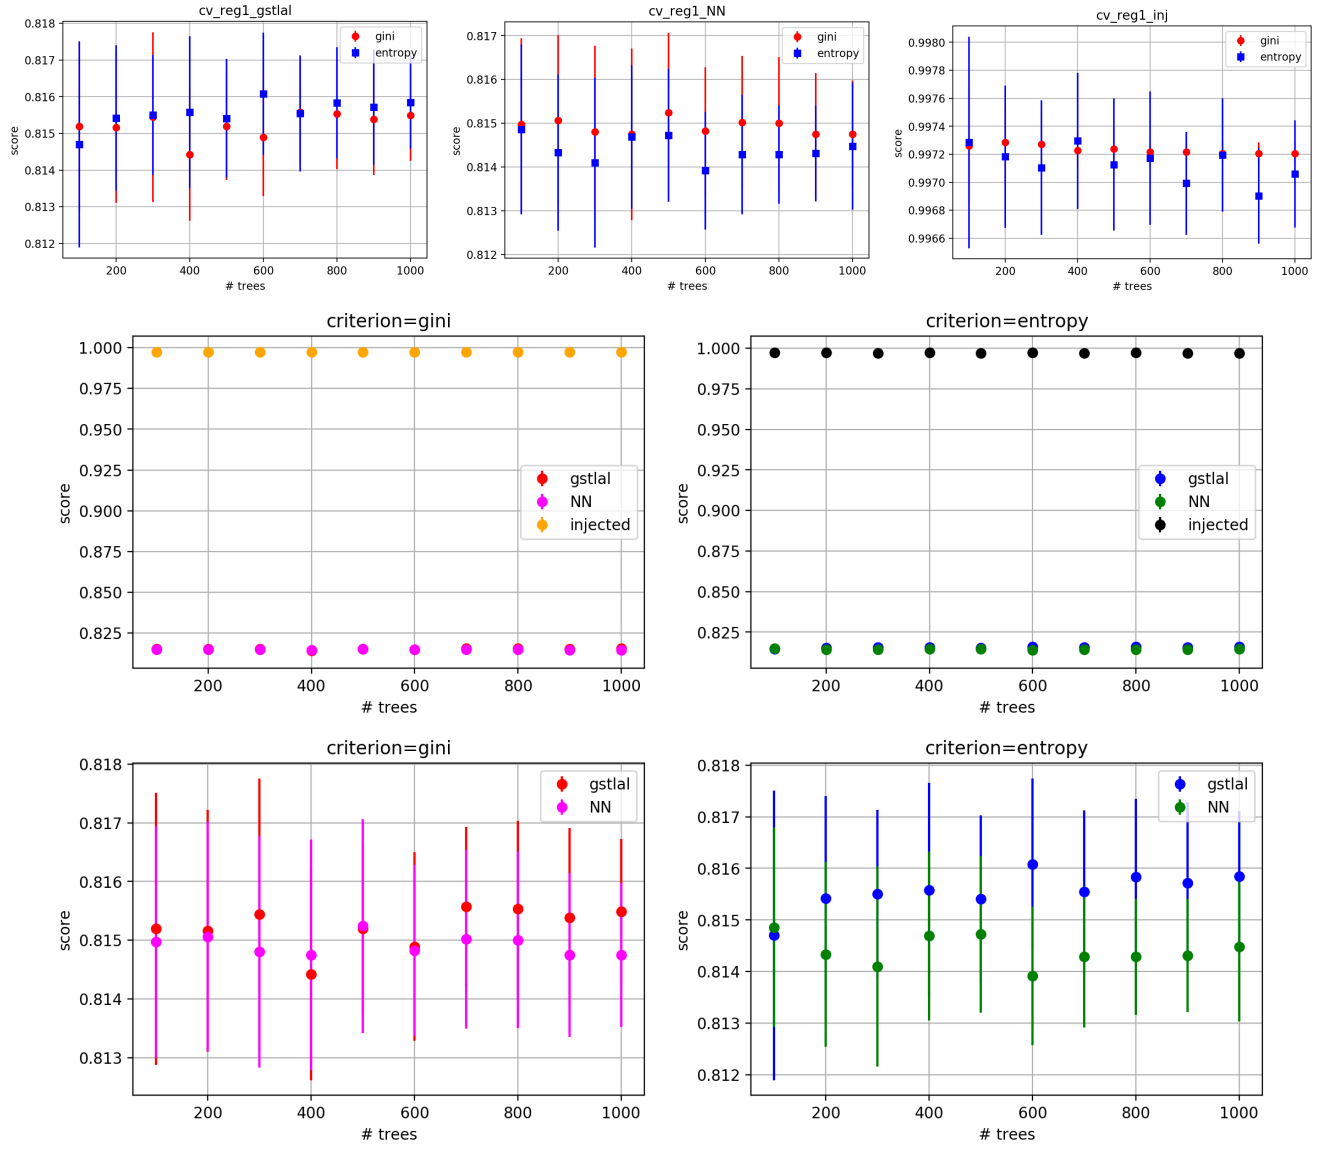 cv_reg1_gstlal
0.818
0.817
0.816
0.815
0.814
0.813
0.812
score
200 400 600 800 1000
# trees
gini
entropy
cv_reg1_NN
0.817
0.816
0.815
0.814
0.813
0.812
score
200 400 600 800 1000
# trees
gini
entropy
cv_reg1_inj
0.9980
0.9978
0.9976
0.9974
0.9972
0.9970
0.9968
0.9966
score
200 400 600 800 1000
# trees
gini
entropy
criterion=gini
1.000
0.975
0.950
0.925
0.900
0.875
0.850
0.825
score
200 400 600 800 1000
# trees
gstlal
NN
injected
criterion=entropy
1.000
0.975
0.950
0.925
0.900
0.875
0.850
0.825
score
200 400 600 800 1000
# trees
gstlal
NN
injected
criterion=gini
0.818
0.817
0.816
0.815
0.814
0.813
score
200 400 600 800 1000
# trees
gstlal
NN
criterion=entropy
0.818
0.817
0.816
0.815
0.814
0.813
0.812
score
200 400 600 800 1000
# trees
gstlal
NN